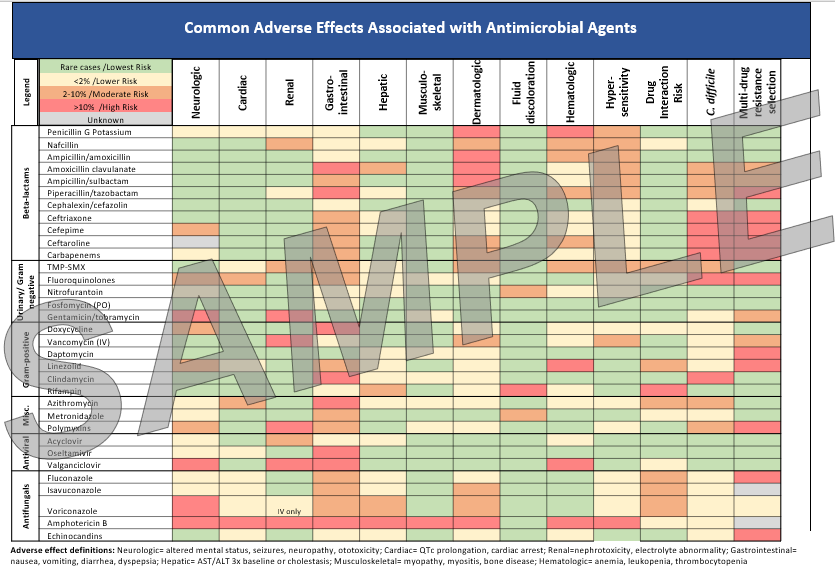 Common Adverse Effects Associated with Antimicrobial Agents
Legend
Rare cases /Lowest Risk
<2% /Lower Risk
2-10% /Moderate Risk
>10% /High Risk
Unknown
Neurologic
Cardiac
Renal
Gastro-
intestinal
Hepatic
Musculo-
skeletal
Dermatologic
Fluid
discoloration
Hematologic
Hyper-
sensitivity
Drug
Interaction
Risk
C. difficile
Multi-drug
resistance
selection
Beta-lactams
Penicillin G Potassium
Nafcillin
Ampicillin/amoxicillin
Amoxicillin clavulanate
Ampicillin/sulbactam
Piperacillin/tazobactam
Cephalexin/cefazolin
Ceftriaxone
Cefepime
Ceftaroline
Carbapenems
Urinary/ Gram
negative
TMP-SMX
Fluoroquinolones
Nitrofurantoin
Fosfomycin (PO)
Gentamicin/tobramycin
Gram-positive
Doxycycline
Vancomycin (IV)
Daptomycin
Linezolid
Clindamycin
Rifampin
Misc.
Azithromycin
Metronidazole
Polymyxins
Antiviral
Acyclovir
Oseltamivir
Valganciclovir
Antifungals
Fluconazole
Isavuconazole
Voriconazole
IV only
Amphotericin B
Echinocandins
SAMPLE
Adverse effect definitions: Neurologic= altered mental status, seizures, neuropathy, ototoxicity; Cardiac= QTc prolongation, cardiac arrest; Renal=nephrotoxicity, electrolyte abnormality; Gastrointestinal=
nausea, vomiting, diarrhea, dyspepsia; Hepatic= AST/ALT 3x baseline or cholestasis; Musculoskeletal= myopathy, myositis, bone disease; Hematologic= anemia, leukopenia, thrombocytopenia